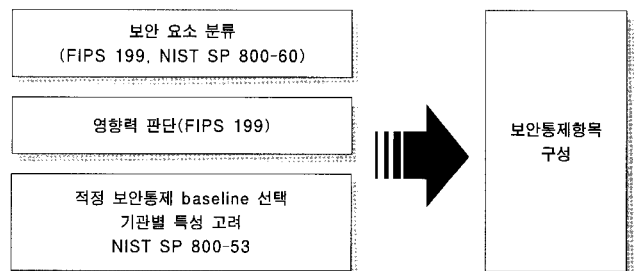 보안 요소 분류
(FIPS 199, NIST SP 800-60)
영향력 판단(FIPS 199)
적정 보안통제 baseline 선택
기관별 특성 고려
NIST SP 800-53
보안통제항목
구성